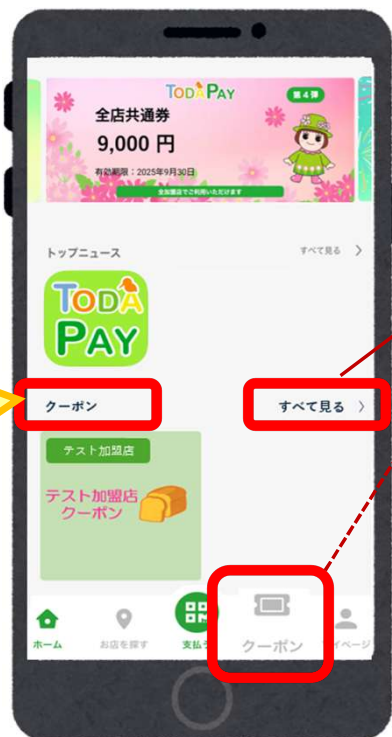 TODAPAY
第4弾
全店共通券
9,000 円
有効期限：2025年9月30日
全加盟店でご利用いただけます
トップニュース
すべて見る
TODA
PAY
クーポン
すべて見る
テスト加盟店
テスト加盟店
クーポン
ホーム
お店を探す
支払う
クーポン
マイページ